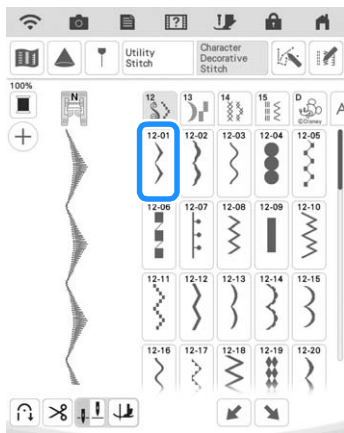 ?
Utility
Stitch
Character
Decorative
Stitch
100%
N
12 13 14 15 D A
©Disney
12-01 12-02 12-03 12-04 12-05
12-06 12-07 12-08 12-09 12-10
12-11 12-12 12-13 12-14 12-15
12-16 12-17 12-18 12-19 12-20